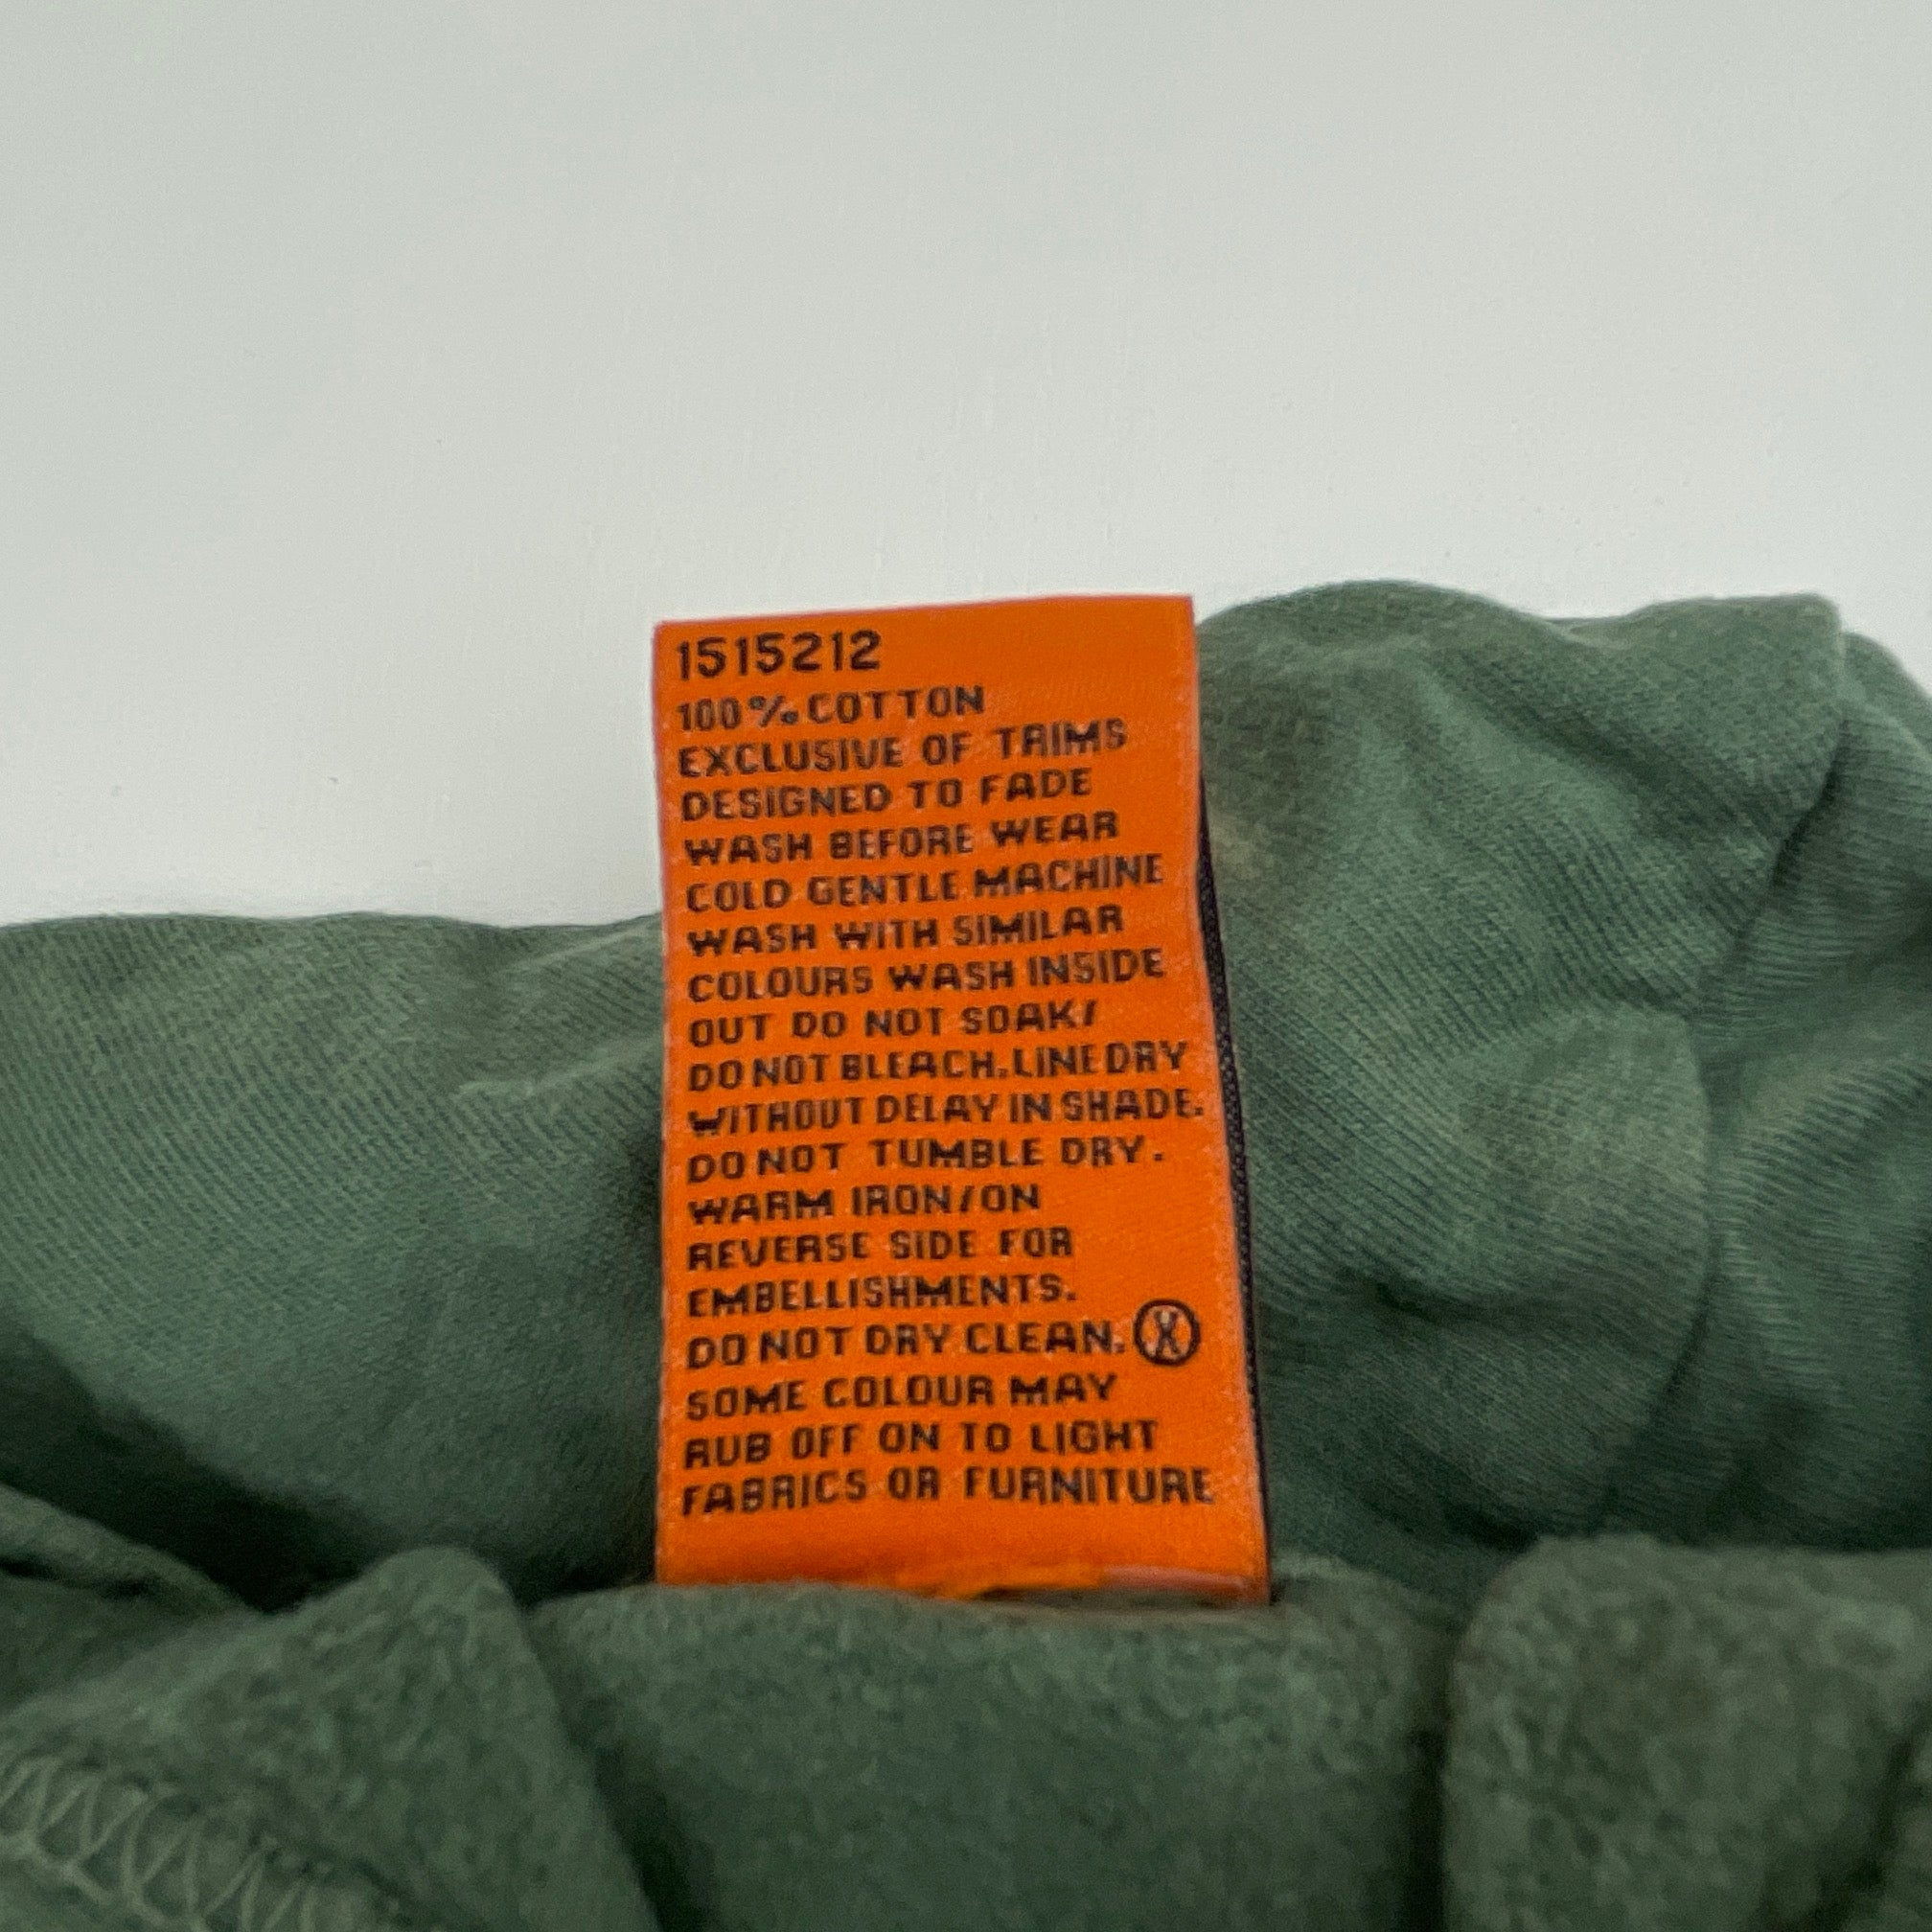 1515212
100% COTTON
EXCLUSIVE OF TRIMS
DESIGNED TO FADE
WASH BEFORE WEAR
COLD GENTLE MACHINE
WASH WITH SIMILAR
COLOURS WASH INSIDE
OUT DO NOT SOAK/
DO NOT BLEACH. LINE DRY
WITHOUT DELAY IN SHADE.
DO NOT TUMBLE DRY.
WARM IRON/ON
REVERSE SIDE FOR
EMBELLISHMENTS.
DO NOT DRY CLEAN. Ⓧ
SOME COLOUR MAY
RUB OFF ON TO LIGHT
FABRICS OR FURNITURE